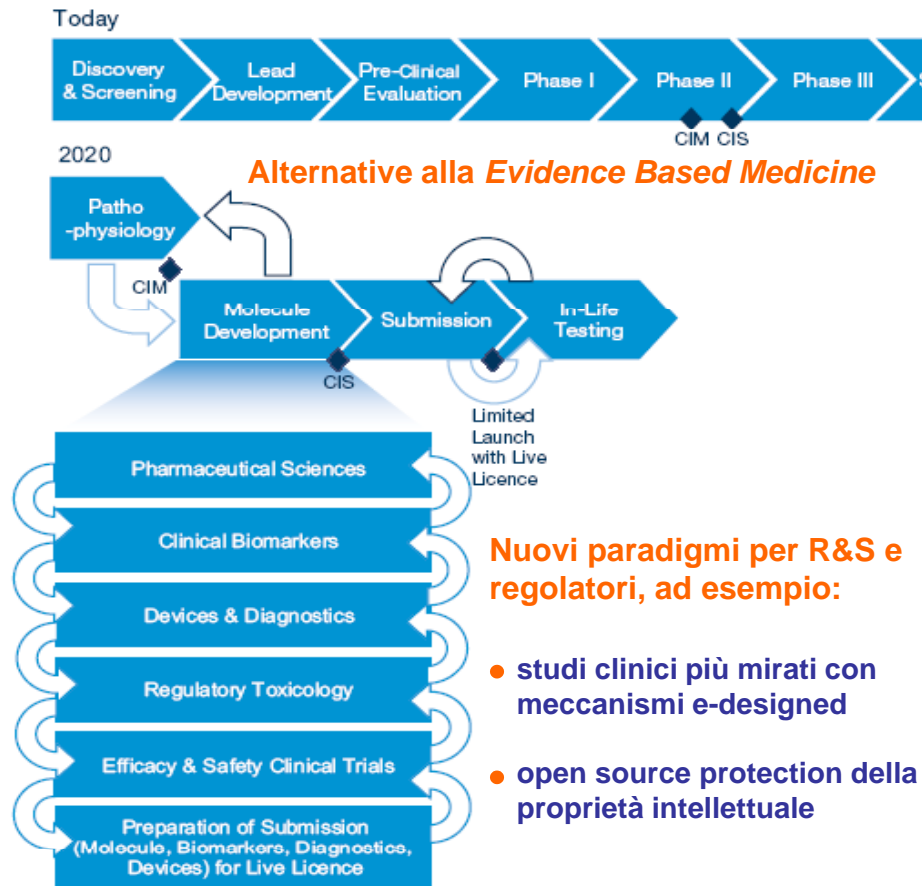 Today
Discovery
& Screening
Lead
Development
Pre-Clinical
Evaluation
Phase I
Phase II
Phase III
CIM CIS
2020
Alternative alla Evidence Based Medicine
Patho
-physiology
CIM
Molecule
Development
Submission
In-Life
Testing
CIS
Limited
Launch
with Live
Licence
Pharmaceutical Sciences
Clinical Biomarkers
Devices & Diagnostics
Regulatory Toxicology
Efficacy & Safety Clinical Trials
Preparation of Submission
(Molecule, Biomarkers, Diagnostics,
Devices) for Live Licence
Nuovi paradigmi per R&S e
regolatori, ad esempio:
• studi clinici più mirati con
meccanismi e-designed
• open source protection della
proprietà intellettuale